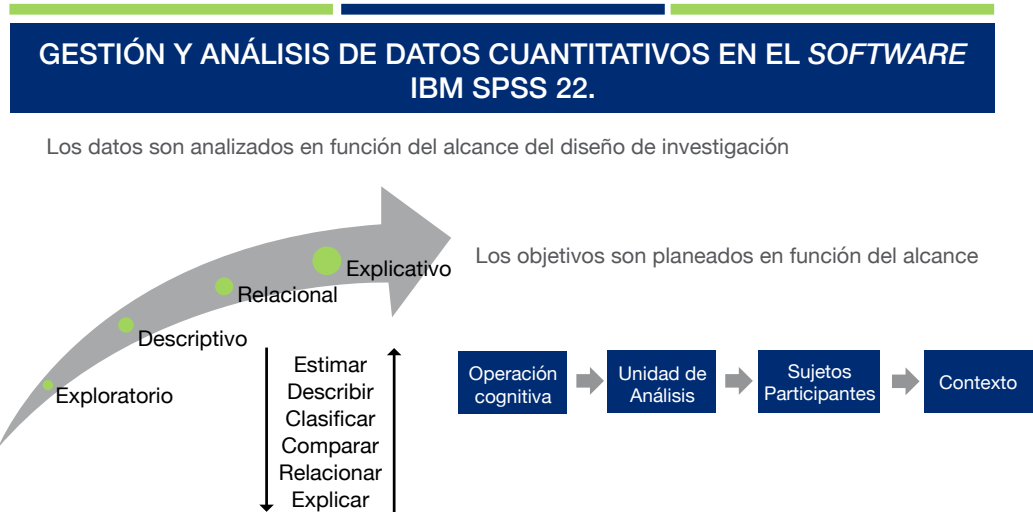 GESTIÓN Y ANÁLISIS DE DATOS CUANTITATIVOS EN EL SOFTWARE
IBM SPSS 22.
Los datos son analizados en función del alcance del diseño de investigación
Los objetivos son planeados en función del alcance
Explicativo
Relacional
Descriptivo
Exploratorio
Estimar
Describir
Clasificar
Comparar
Relacionar
Explicar
Operación
cognitiva
Unidad de
Análisis
Sujetos
Participantes
Contexto